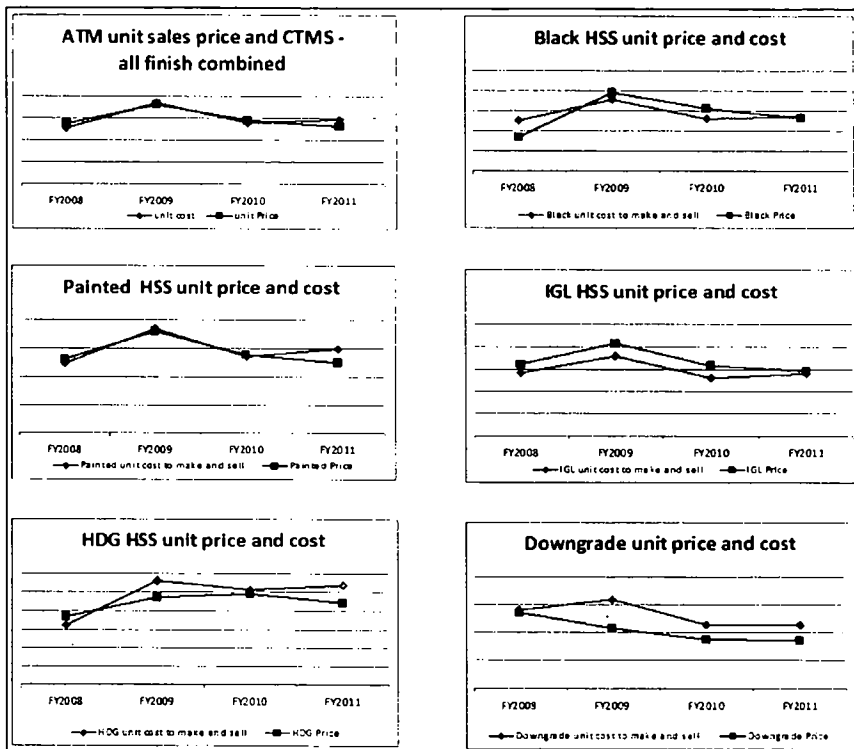 ATM unit sales price and CTMS -
all finish combined
FY2008 FY2009 FY2010 FY2011
unit cost unit Price
Black HSS unit price and cost
FY2008 FY2009 FY2010 FY2011
Black unit cost to make and sell Black Price
Painted HSS unit price and cost
FY2008 FY2009 FY2010 FY2011
Painted unit cost to make and sell Painted Price
IGL HSS unit price and cost
FY2008 FY2009 FY2010 FY2011
IGL unit cost to make and sell IGL Price
HDG HSS unit price and cost
FY2008 FY2009 FY2010 FY2011
HDG unit cost to make and sell HDG Price
Downgrade unit price and cost
FY2008 FY2009 FY2010 FY2011
Downgrade unit cost to make and sell Downgrade Price